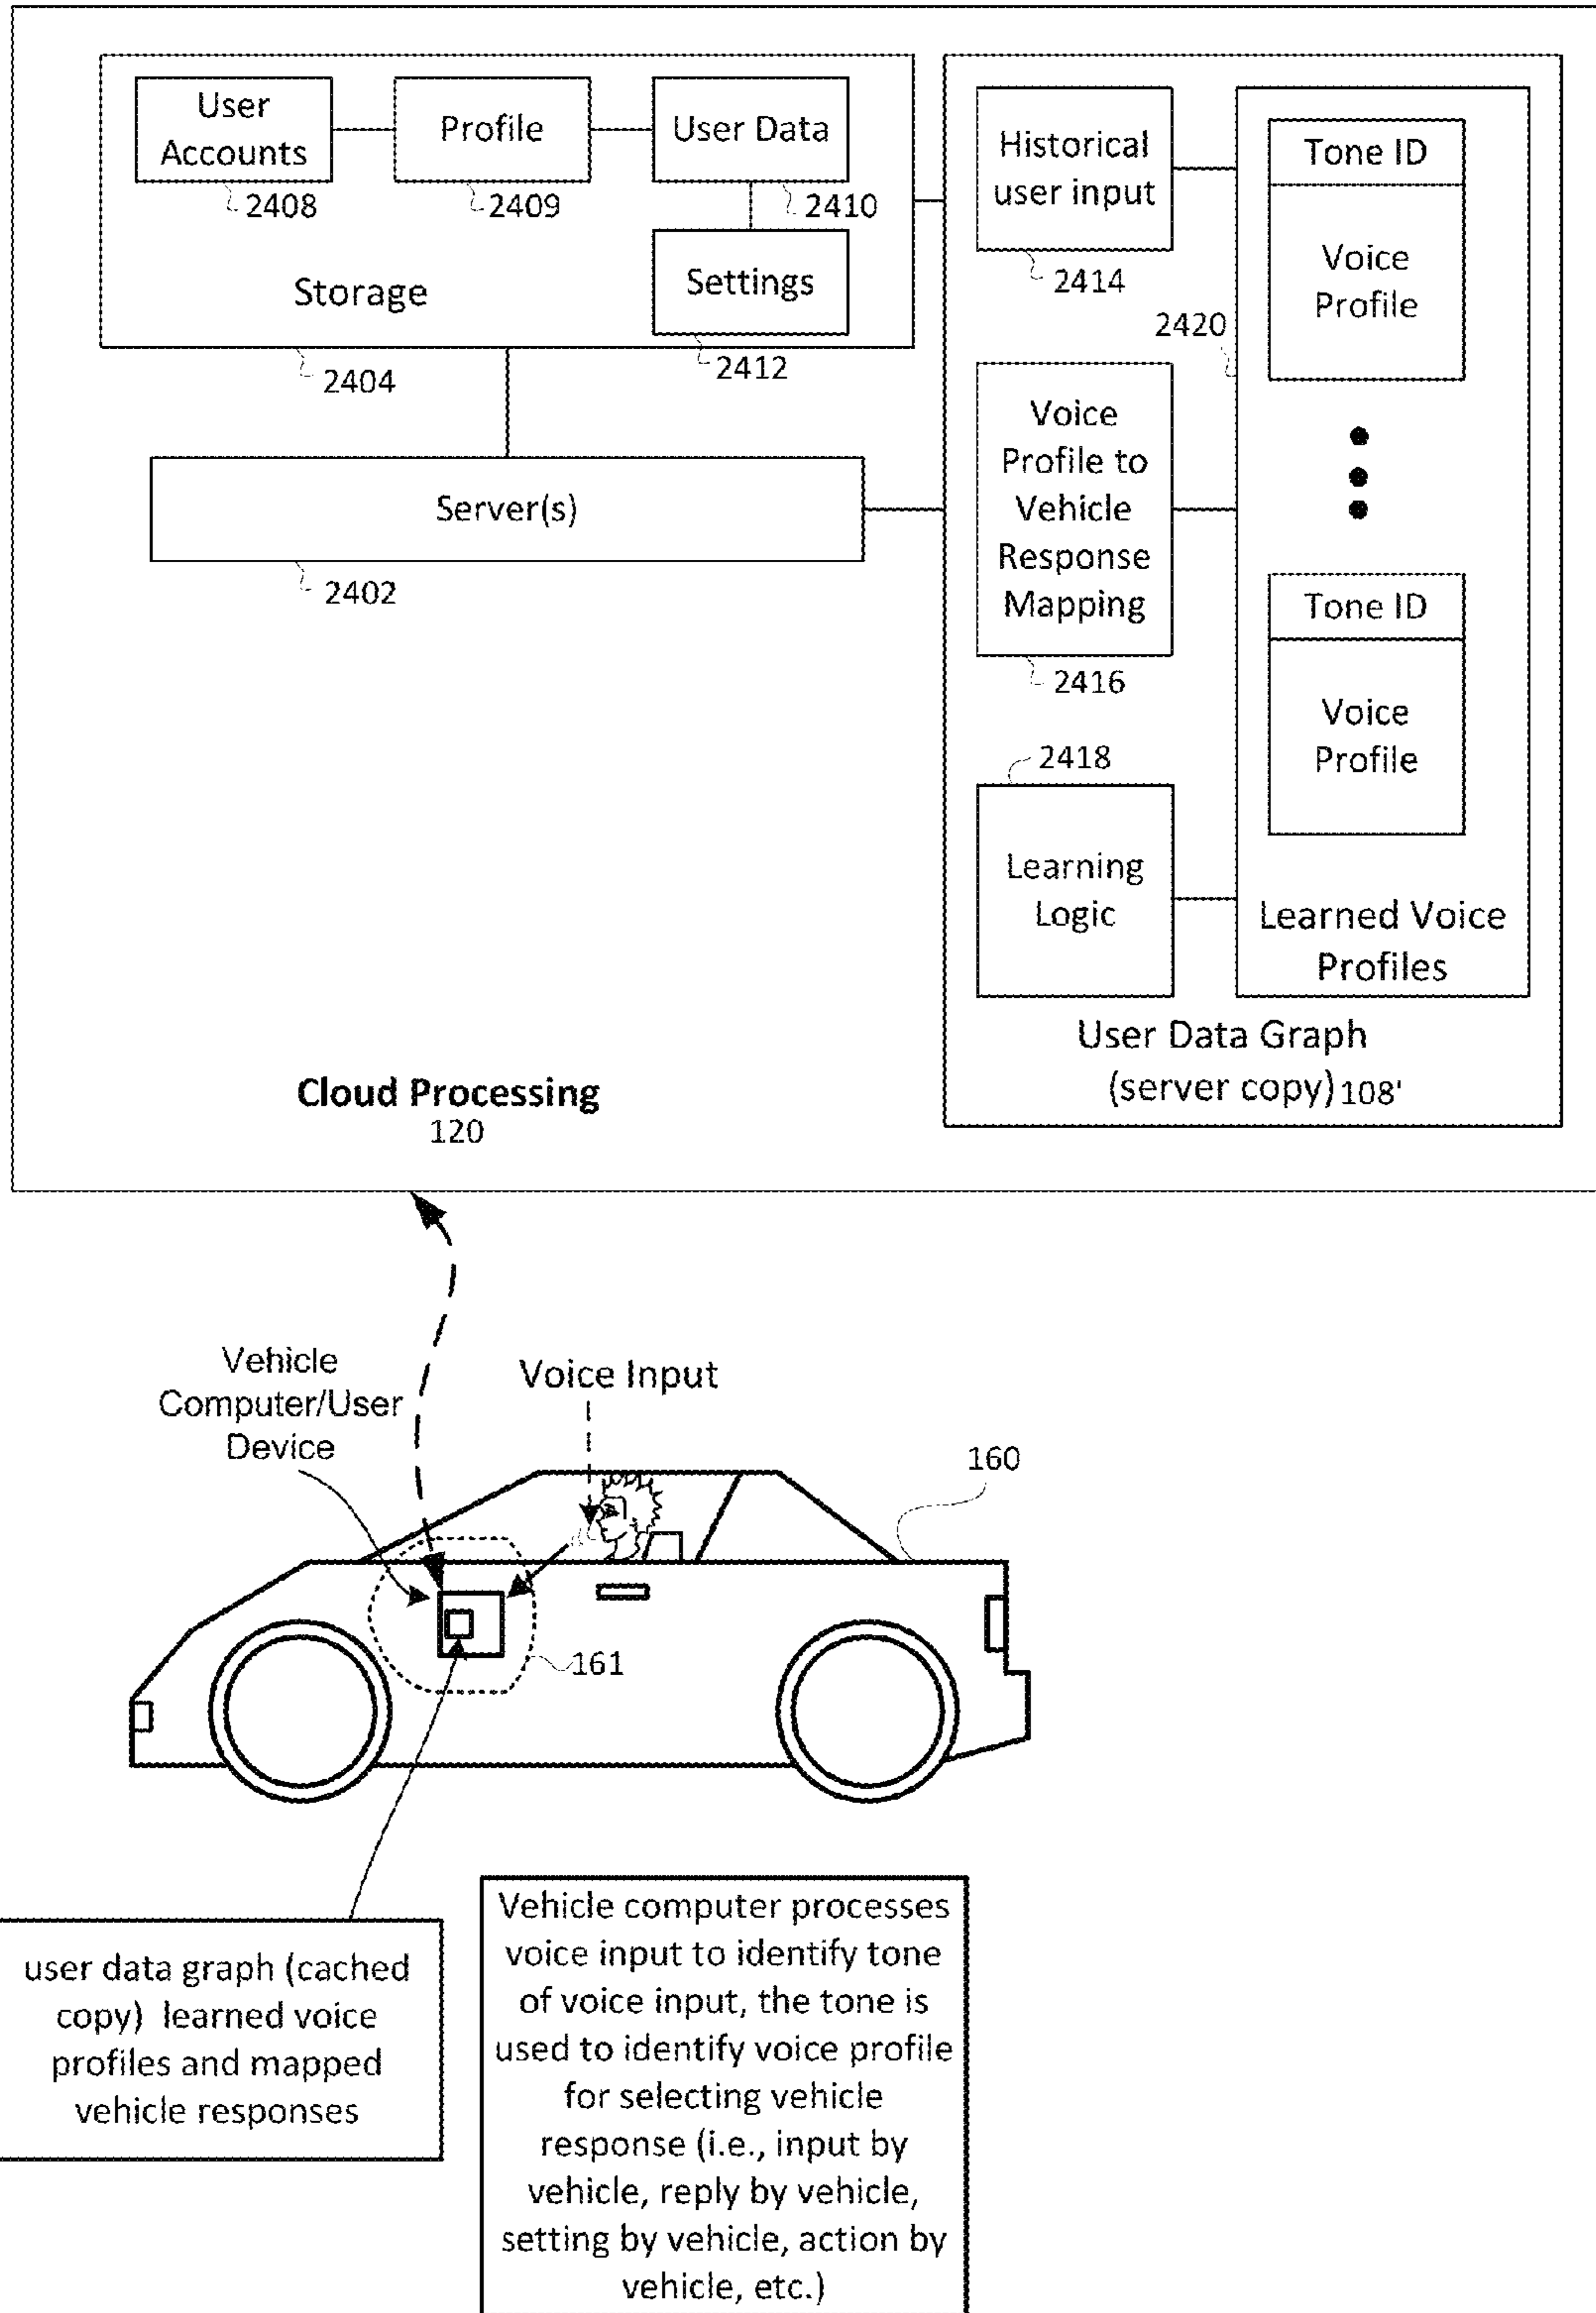 User
Accounts
2408
Profile
2409
User Data
2410
Settings
2412
Storage
2404
Server(s)
2402
Historical
user input
2414
Voice
Profile to
Vehicle
Response
Mapping
2416
2418
Learning
Logic
2420
Tone ID
Voice
Profile
Tone ID
Voice
Profile
Learned Voice
Profiles
User Data Graph
(server copy) 108'
Cloud Processing
120
Vehicle
Computer/User
Device
Voice Input
160
161
user data graph (cached
copy) learned voice
profiles and mapped
vehicle responses
Vehicle computer processes
voice input to identify tone
of voice input, the tone is
used to identify voice profile
for selecting vehicle
response (i.e., input by
vehicle, reply by vehicle,
setting by vehicle, action by
vehicle, etc.)